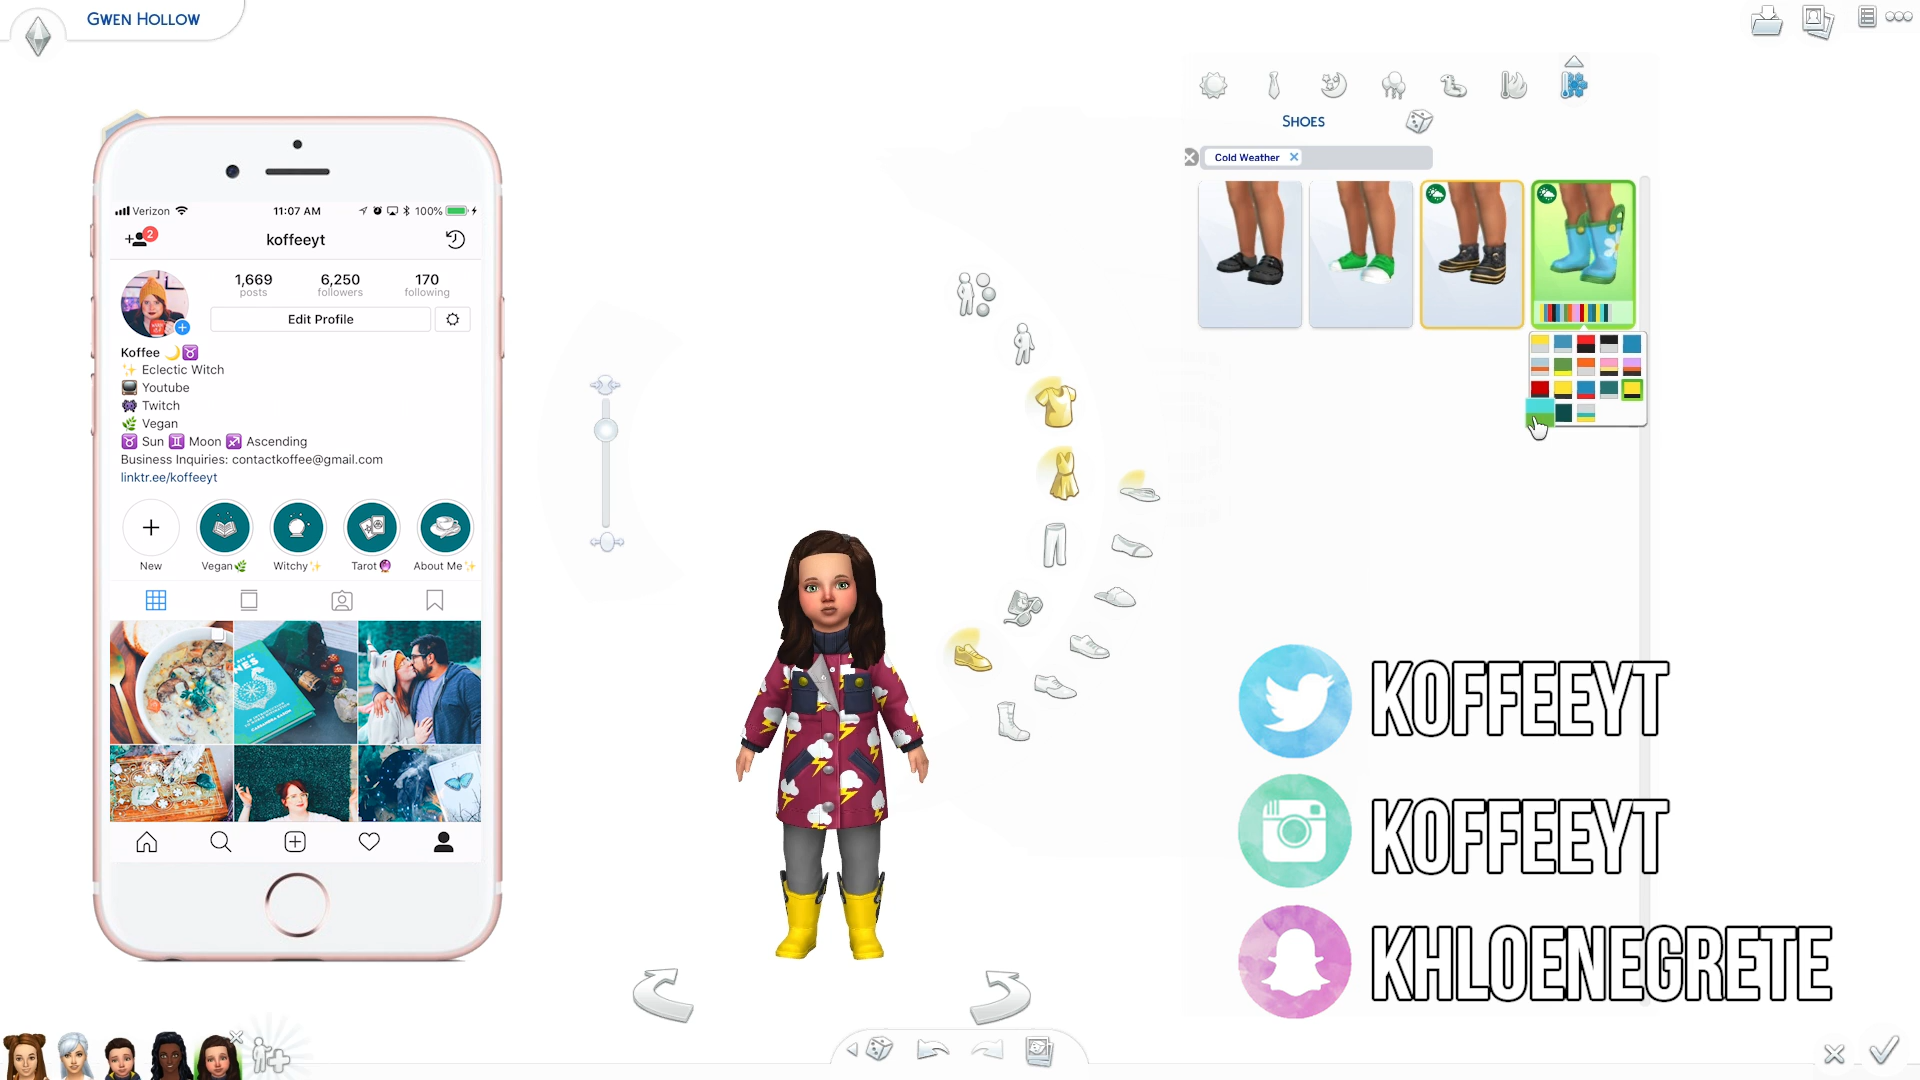 Gwen Hollow
Verizon
11:07 AM
100%
2
koffeeyt
1,669
posts
6,250
followers
170
following
Edit Profile
Koffee
Eclectic Witch
Youtube
Twitch
Vegan
Sun Moon Ascending
Business Inquiries: contactkoffee@gmail.com
linktr.ee/koffeeyt
New
Vegan
Witchy
Tarot
About Me
Shoes
Cold Weather
KOFFEEYT
KOFFEEYT
KHLOENEGRETE